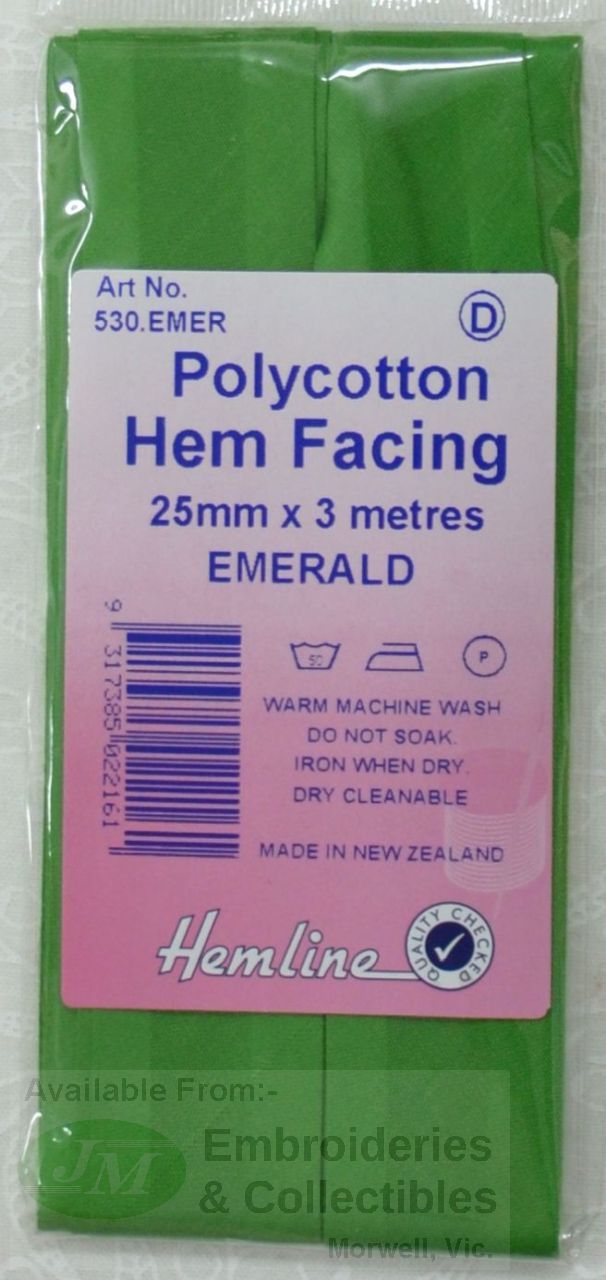 Art No.
530.EMER
D
Polycotton
Hem Facing
25mm x 3 metres
EMERALD
9 317385 022161
50
P
WARM MACHINE WASH
DO NOT SOAK.
IRON WHEN DRY.
DRY CLEANABLE
MADE IN NEW ZEALAND
Hemline
QUALITY CHECKED
Available From:-
JM
Embroideries
& Collectibles
Morwell, Vic.